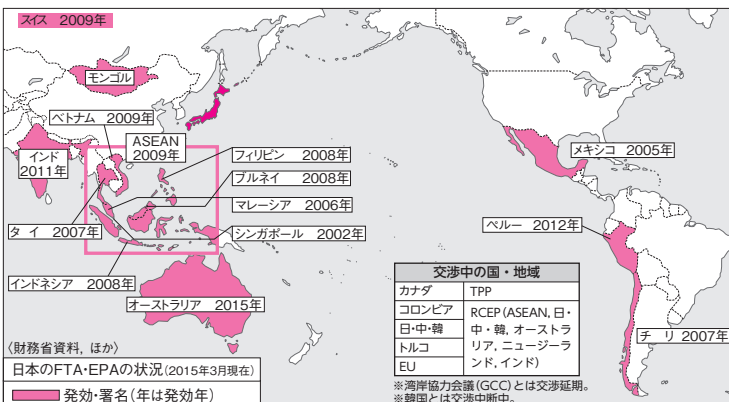 スイス 2009年
モンゴル
ベトナム 2009年
ASEAN
2009年
インド
2011年
フィリピン 2008年
ブルネイ 2008年
マレーシア 2006年
シンガポール 2002年
タイ 2007年
インドネシア 2008年
オーストラリア 2015年
メキシコ 2005年
ペルー 2012年
チリ 2007年
交渉中の国・地域
カナダ
コロンビア
日・中・韓
トルコ
EU
TPP
RCEP(ASEAN, 日・
中・韓, オーストラ
リア, ニュージーラ
ンド, インド)
※湾岸協力会議(GCC)とは交渉延期。
※韓国とは交渉中断中。
〈財務省資料, ほか〉
日本のFTA・EPAの状況(2015年3月現在)
発効・署名(年は発効年)